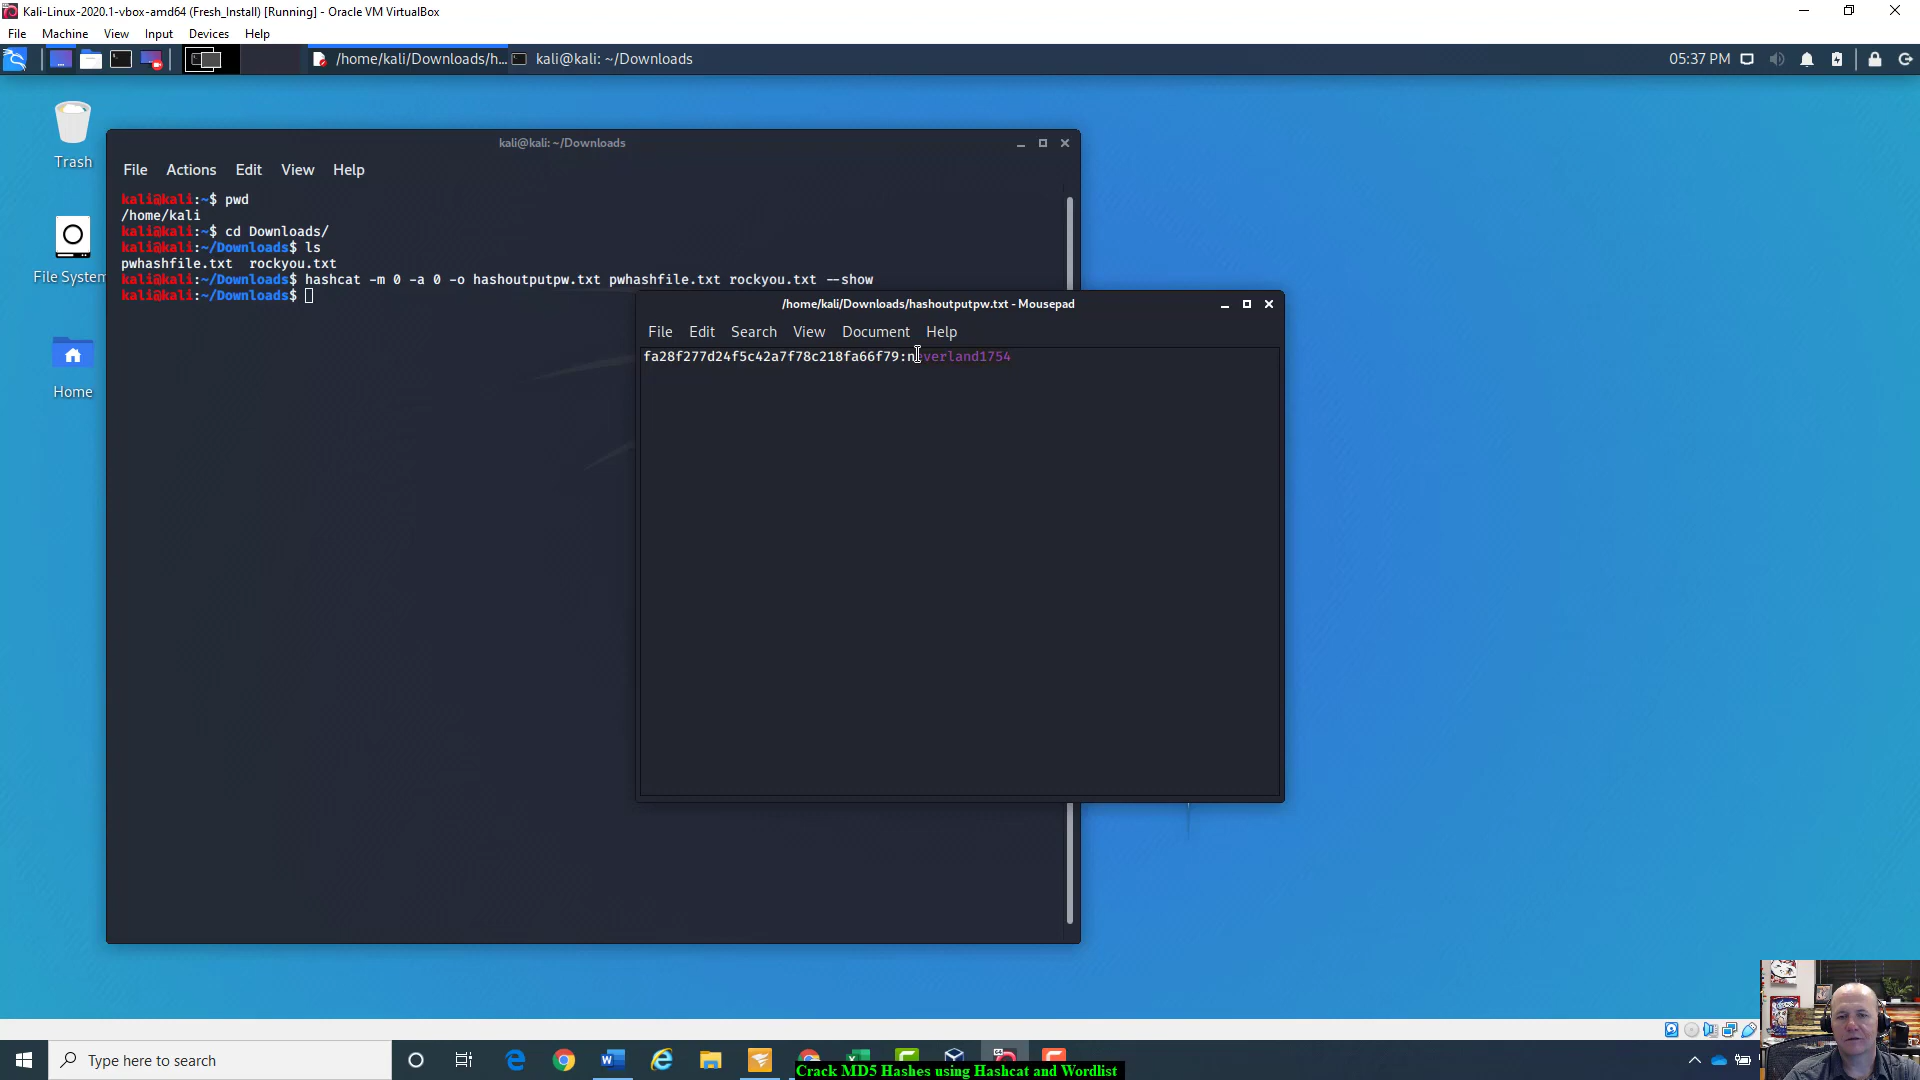 Kali-Linux-2020.1-vbox-amd64 (Fresh_Install) [Running] - Oracle VM VirtualBox
File Machine View Input Devices Help
/home/kali/Downloads/h... kali@kali: ~/Downloads 05:37 PM
Trash
File System
Home
kali@kali: ~/Downloads
File Actions Edit View Help
kali@kali:~$ pwd
/home/kali
kali@kali:~$ cd Downloads/
kali@kali:~/Downloads$ ls
pwhashfile.txt rockyou.txt
kali@kali:~/Downloads$ hashcat -m 0 -a 0 -o hashoutputpw.txt pwhashfile.txt rockyou.txt --show
kali@kali:~/Downloads$
/home/kali/Downloads/hashoutputpw.txt - Mousepad
File Edit Search View Document Help
fa28f277d24f5c42a7f78c218fa66f79:neverland1754
Type here to search
Crack MD5 Hashes using Hashcat and Wordlist